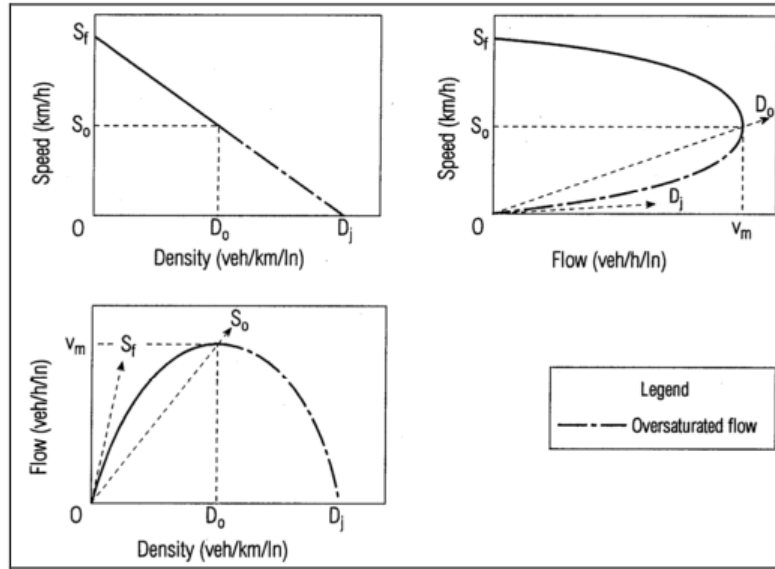 S_f
S_o
O
D_o
D_j
Speed (km/h)
Density (veh/km/ln)
S_f
S_o
O
D_o
D_j
v_m
Speed (km/h)
Flow (veh/h/ln)
v_m
S_f
S_o
O
D_o
D_j
Flow (veh/h/ln)
Density (veh/km/ln)
Legend
Oversaturated flow